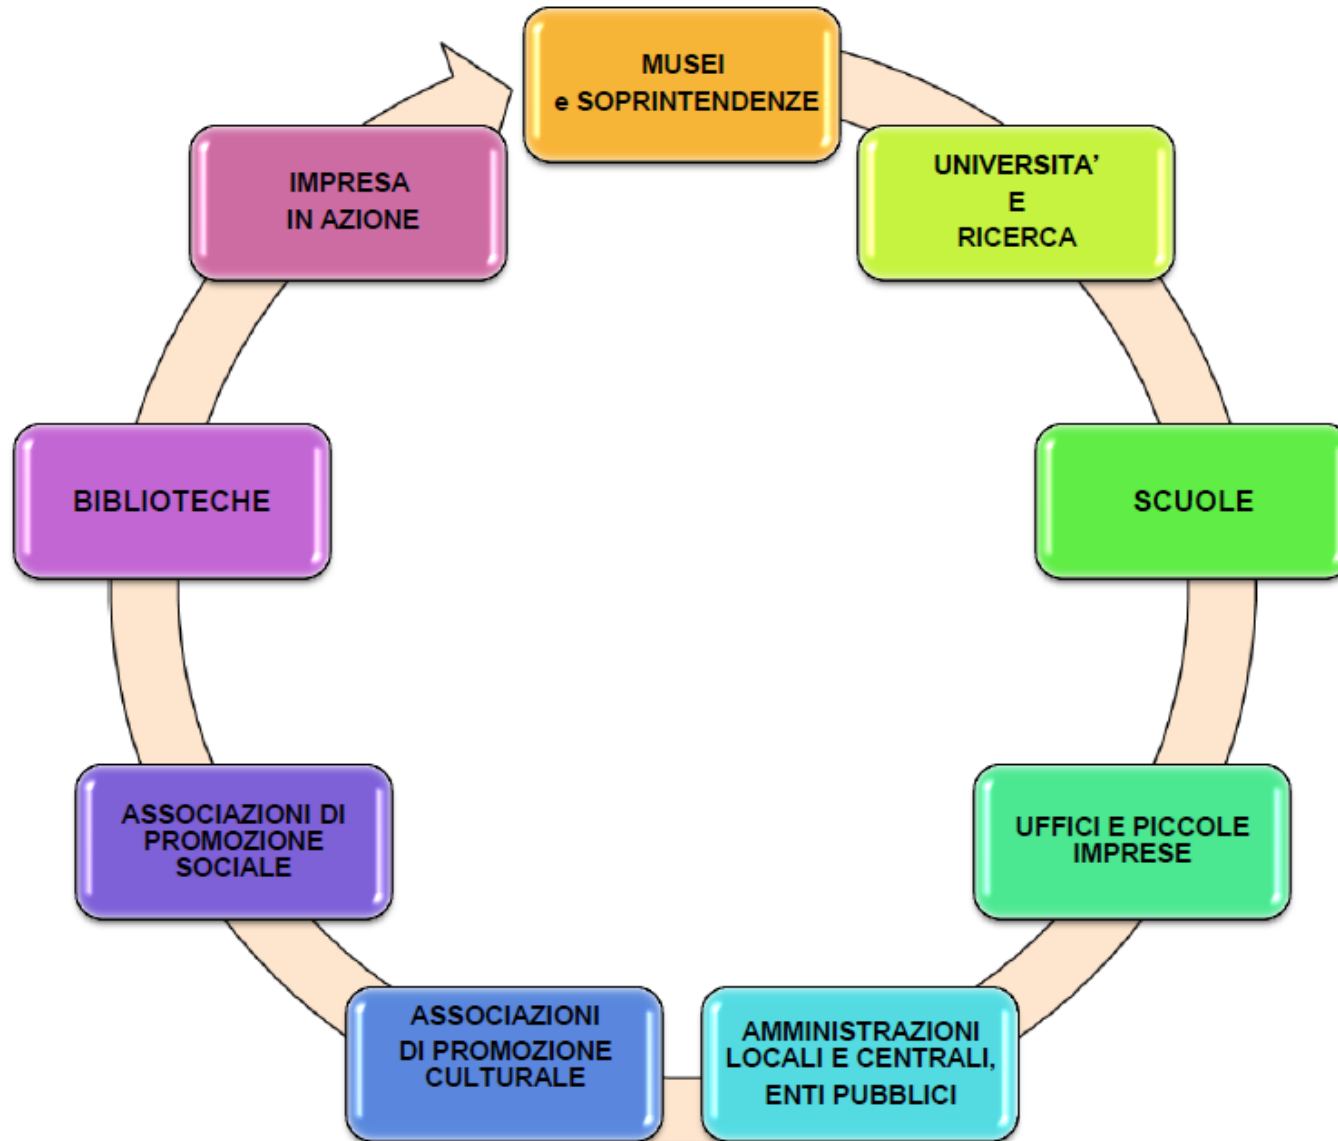 MUSEI
e SOPRINTENDENZE
UNIVERSITA’
E
RICERCA
SCUOLE
UFFICI E PICCOLE
IMPRESE
AMMINISTRAZIONI
LOCALI E CENTRALI,
ENTI PUBBLICI
ASSOCIAZIONI
DI PROMOZIONE
CULTURALE
ASSOCIAZIONI DI
PROMOZIONE
SOCIALE
BIBLIOTECHE
IMPRESA
IN AZIONE